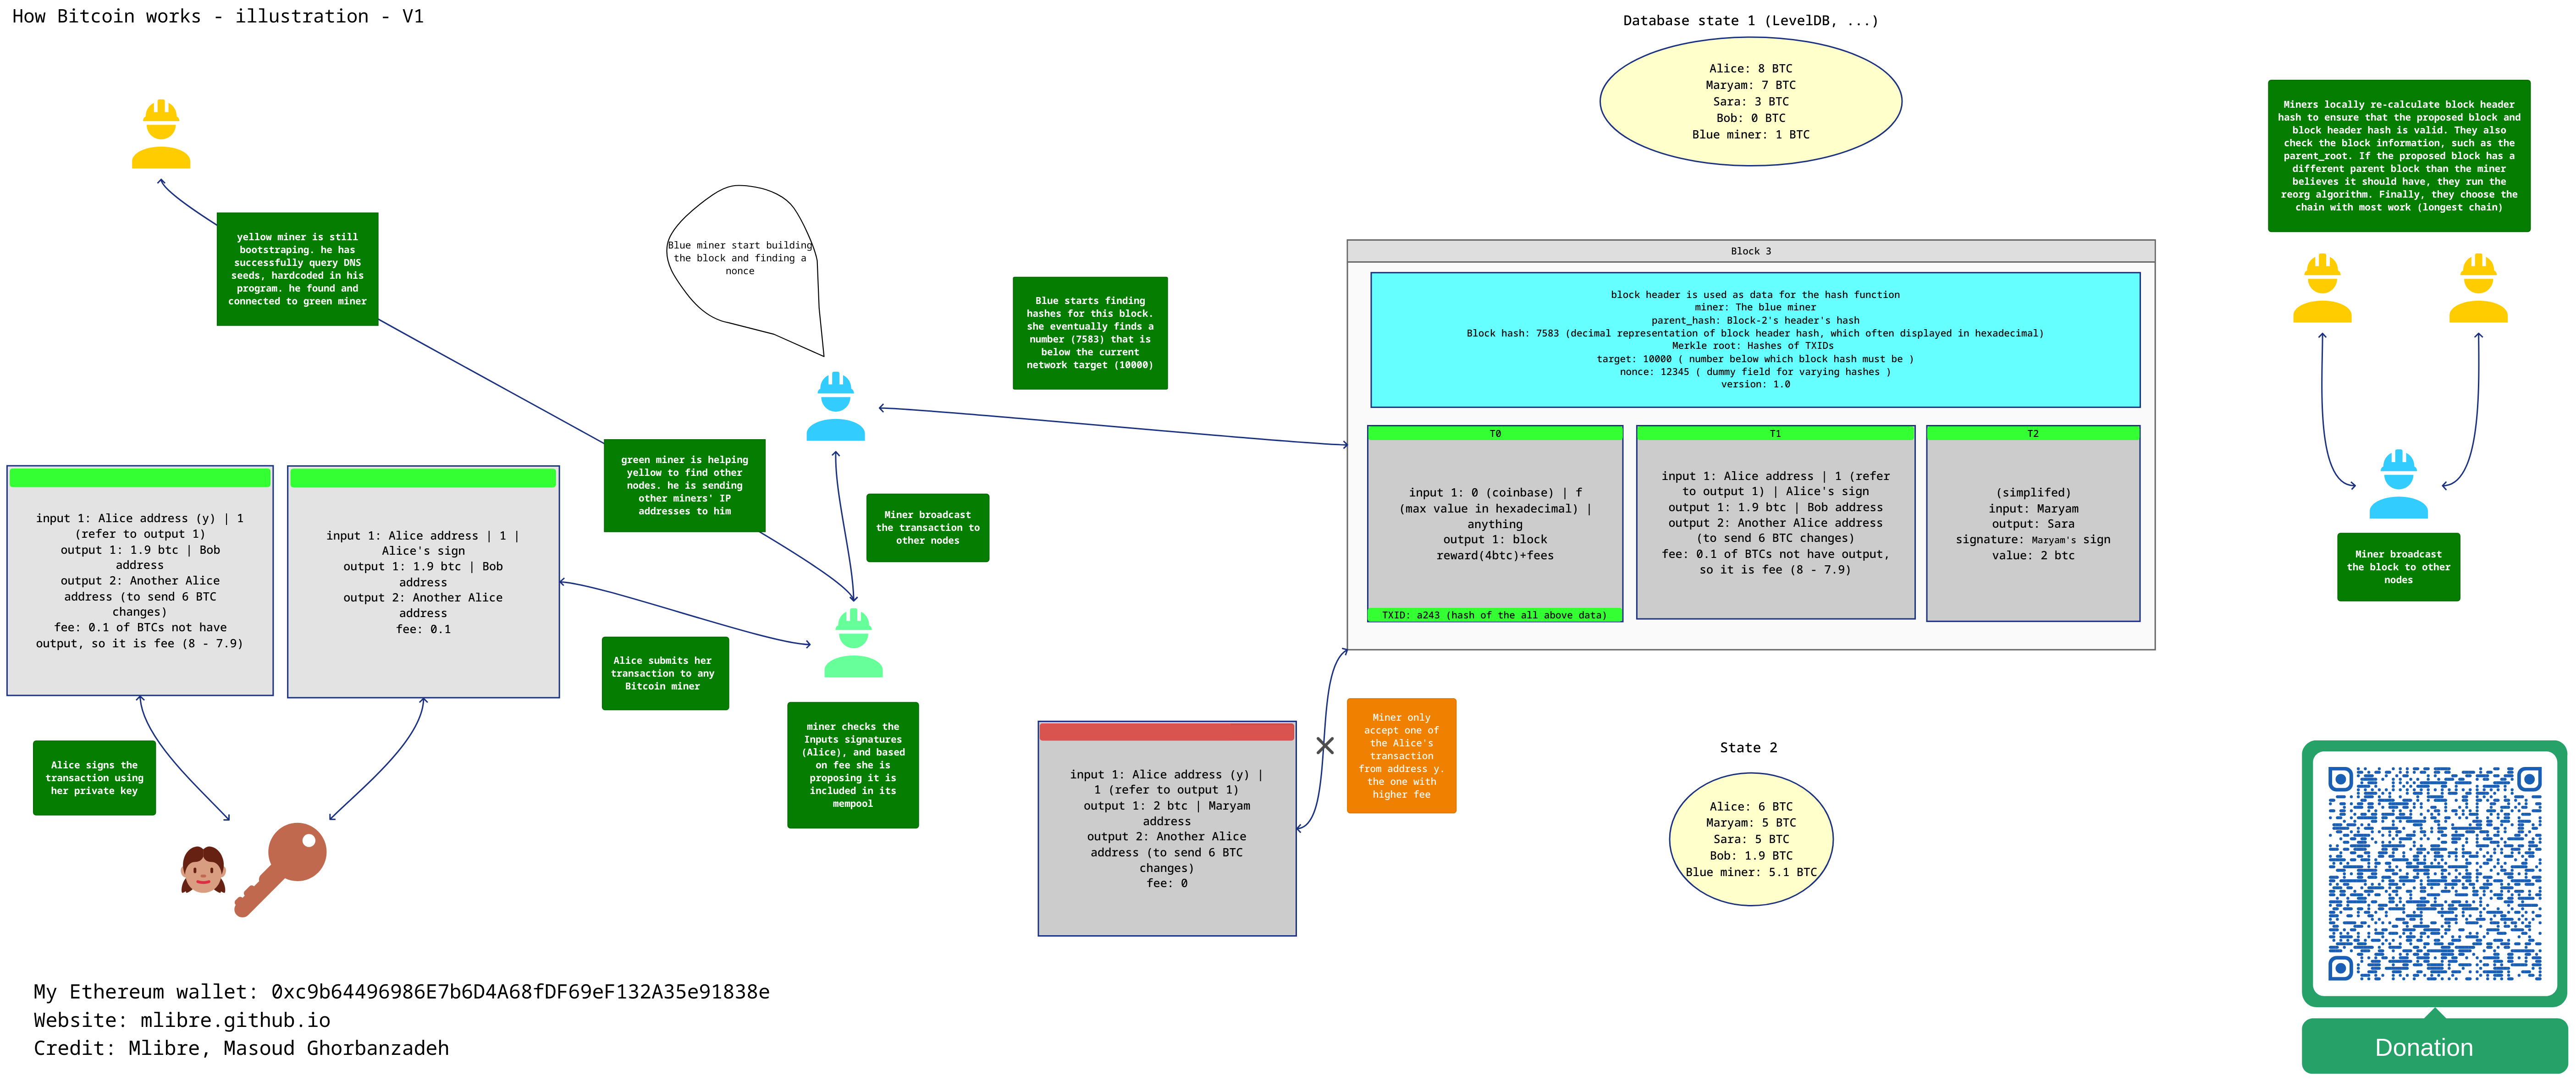 How Bitcoin works - illustration - V1
Database state 1 (LevelDB, ...)
Alice: 8 BTC
Maryam: 7 BTC
Sara: 3 BTC
Bob: 0 BTC
Blue miner: 1 BTC
Miners locally re-calculate block header
hash to ensure that the proposed block and
block header hash is valid. They also
check the block information, such as the
parent_root. If the proposed block has a
different parent block than the miner
believes it should have, they run the
reorg algorithm. Finally, they choose the
chain with most work (longest chain)
yellow miner is still
bootstraping. he has
successfully query DNS
seeds, hardcoded in his
program. he found and
connected to green miner
Blue miner start building
the block and finding a
nonce
Blue starts finding
hashes for this block.
she eventually finds a
number (7583) that is
below the current
network target (10000)
Block 3
block header is used as data for the hash function
miner: The blue miner
parent_hash: Block-2's header's hash
Block hash: 7583 (decimal representation of block header hash, which often displayed in hexadecimal)
Merkle root: Hashes of TXIDs
target: 10000 ( number below which block hash must be )
nonce: 12345 ( dummy field for varying hashes )
version: 1.0
T0
input 1: 0 (coinbase) | f
(max value in hexadecimal) |
anything
output 1: block
reward(4btc)+fees
TXID: a243 (hash of the all above data)
T1
input 1: Alice address | 1 (refer
to output 1) | Alice's sign
output 1: 1.9 btc | Bob address
output 2: Another Alice address
(to send 6 BTC changes)
fee: 0.1 of BTCs not have output,
so it is fee (8 - 7.9)
T2
(simplifed)
input: Maryam
output: Sara
signature: Maryam's sign
value: 2 btc
green miner is helping
yellow to find other
nodes. he is sending
other miners' IP
addresses to him
Miner broadcast
the transaction to
other nodes
input 1: Alice address (y) | 1
(refer to output 1)
output 1: 1.9 btc | Bob
address
output 2: Another Alice
address (to send 6 BTC
changes)
fee: 0.1 of BTCs not have
output, so it is fee (8 - 7.9)
input 1: Alice address | 1 |
Alice's sign
output 1: 1.9 btc | Bob
address
output 2: Another Alice
address
fee: 0.1
Miner broadcast
the block to other
nodes
Alice submits her
transaction to any
Bitcoin miner
miner checks the
Inputs signatures
(Alice), and based
on fee she is
proposing it is
included in its
mempool
Alice signs the
transaction using
her private key
input 1: Alice address (y) |
1 (refer to output 1)
output 1: 2 btc | Maryam
address
output 2: Another Alice
address (to send 6 BTC
changes)
fee: 0
Miner only
accept one of
the Alice's
transaction
from address y.
the one with
higher fee
State 2
Alice: 6 BTC
Maryam: 5 BTC
Sara: 5 BTC
Bob: 1.9 BTC
Blue miner: 5.1 BTC
My Ethereum wallet: 0xc9b64496986E7b6D4A68fDF69eF132A35e91838e
Website: mlibre.github.io
Credit: Mlibre, Masoud Ghorbanzadeh
Donation